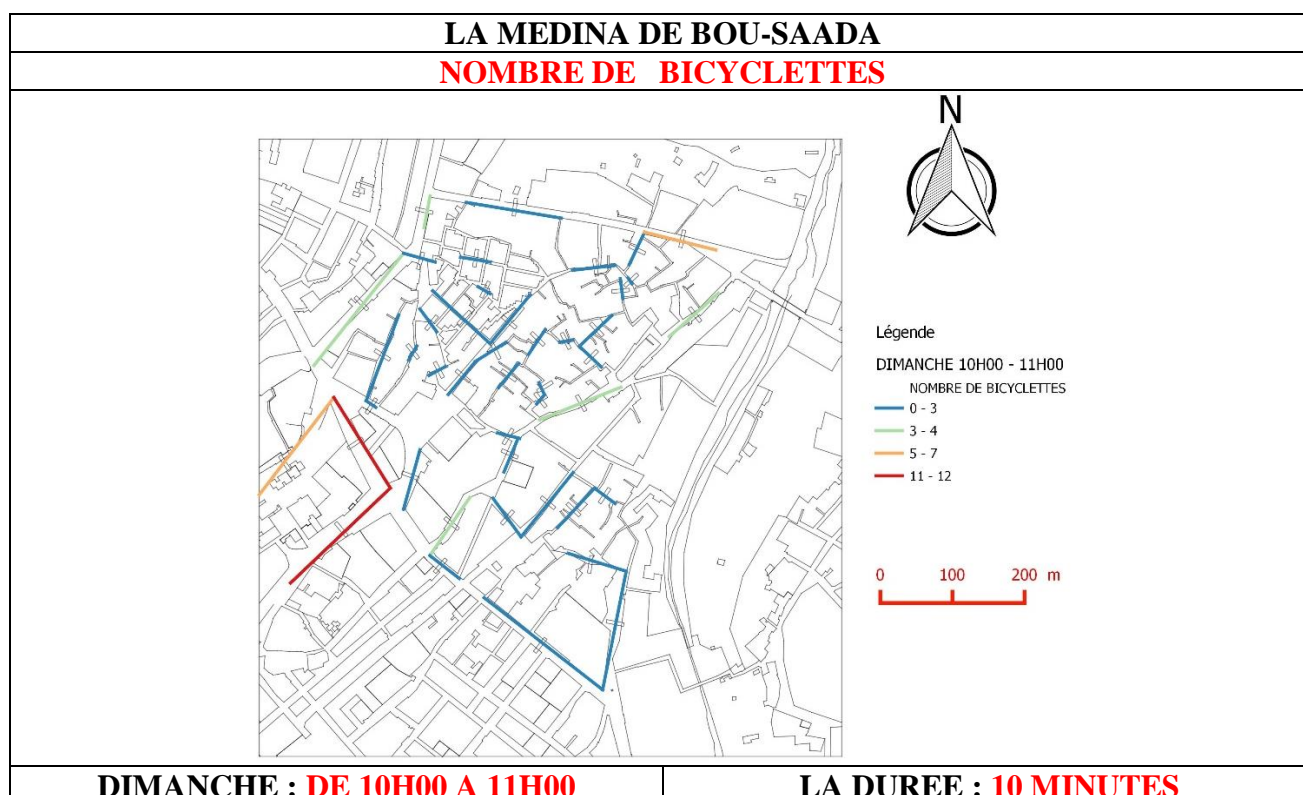 LA MEDINA DE BOU-SAADA
NOMBRE DE BICYCLETTES
N
Légende
DIMANCHE 10H00 - 11H00
NOMBRE DE BICYCLETTES
0 - 3
3 - 4
5 - 7
11 - 12
0 100 200 m
DIMANCHE : DE 10H00 A 11H00
LA DUREE : 10 MINUTES